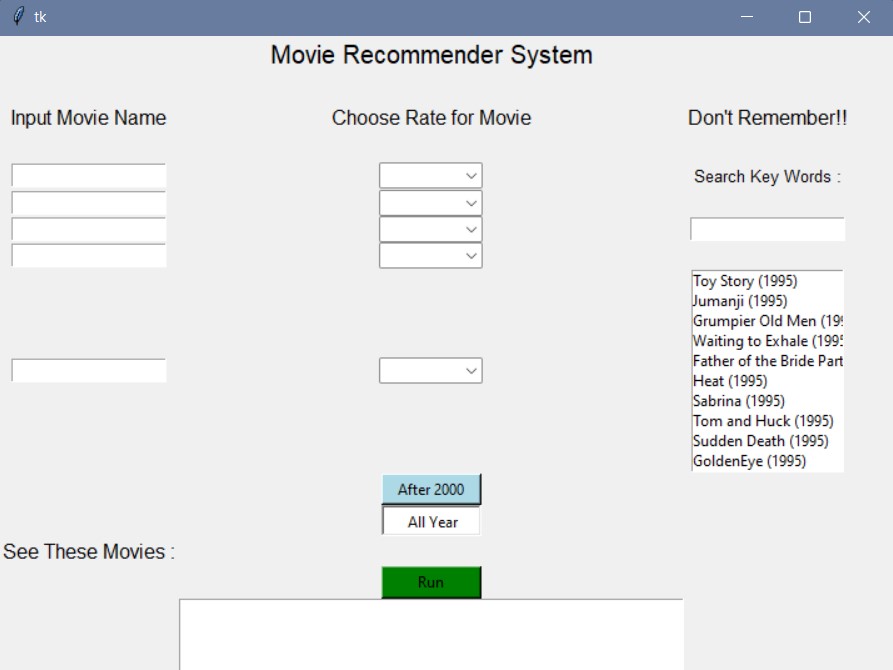 tk
Movie Recommender System
Input Movie Name
Choose Rate for Movie
Don't Remember!!
Search Key Words :
Toy Story (1995)
Jumanji (1995)
Grumpier Old Men (199
Waiting to Exhale (1995
Father of the Bride Part
Heat (1995)
Sabrina (1995)
Tom and Huck (1995)
Sudden Death (1995)
GoldenEye (1995)
After 2000
All Year
See These Movies :
Run